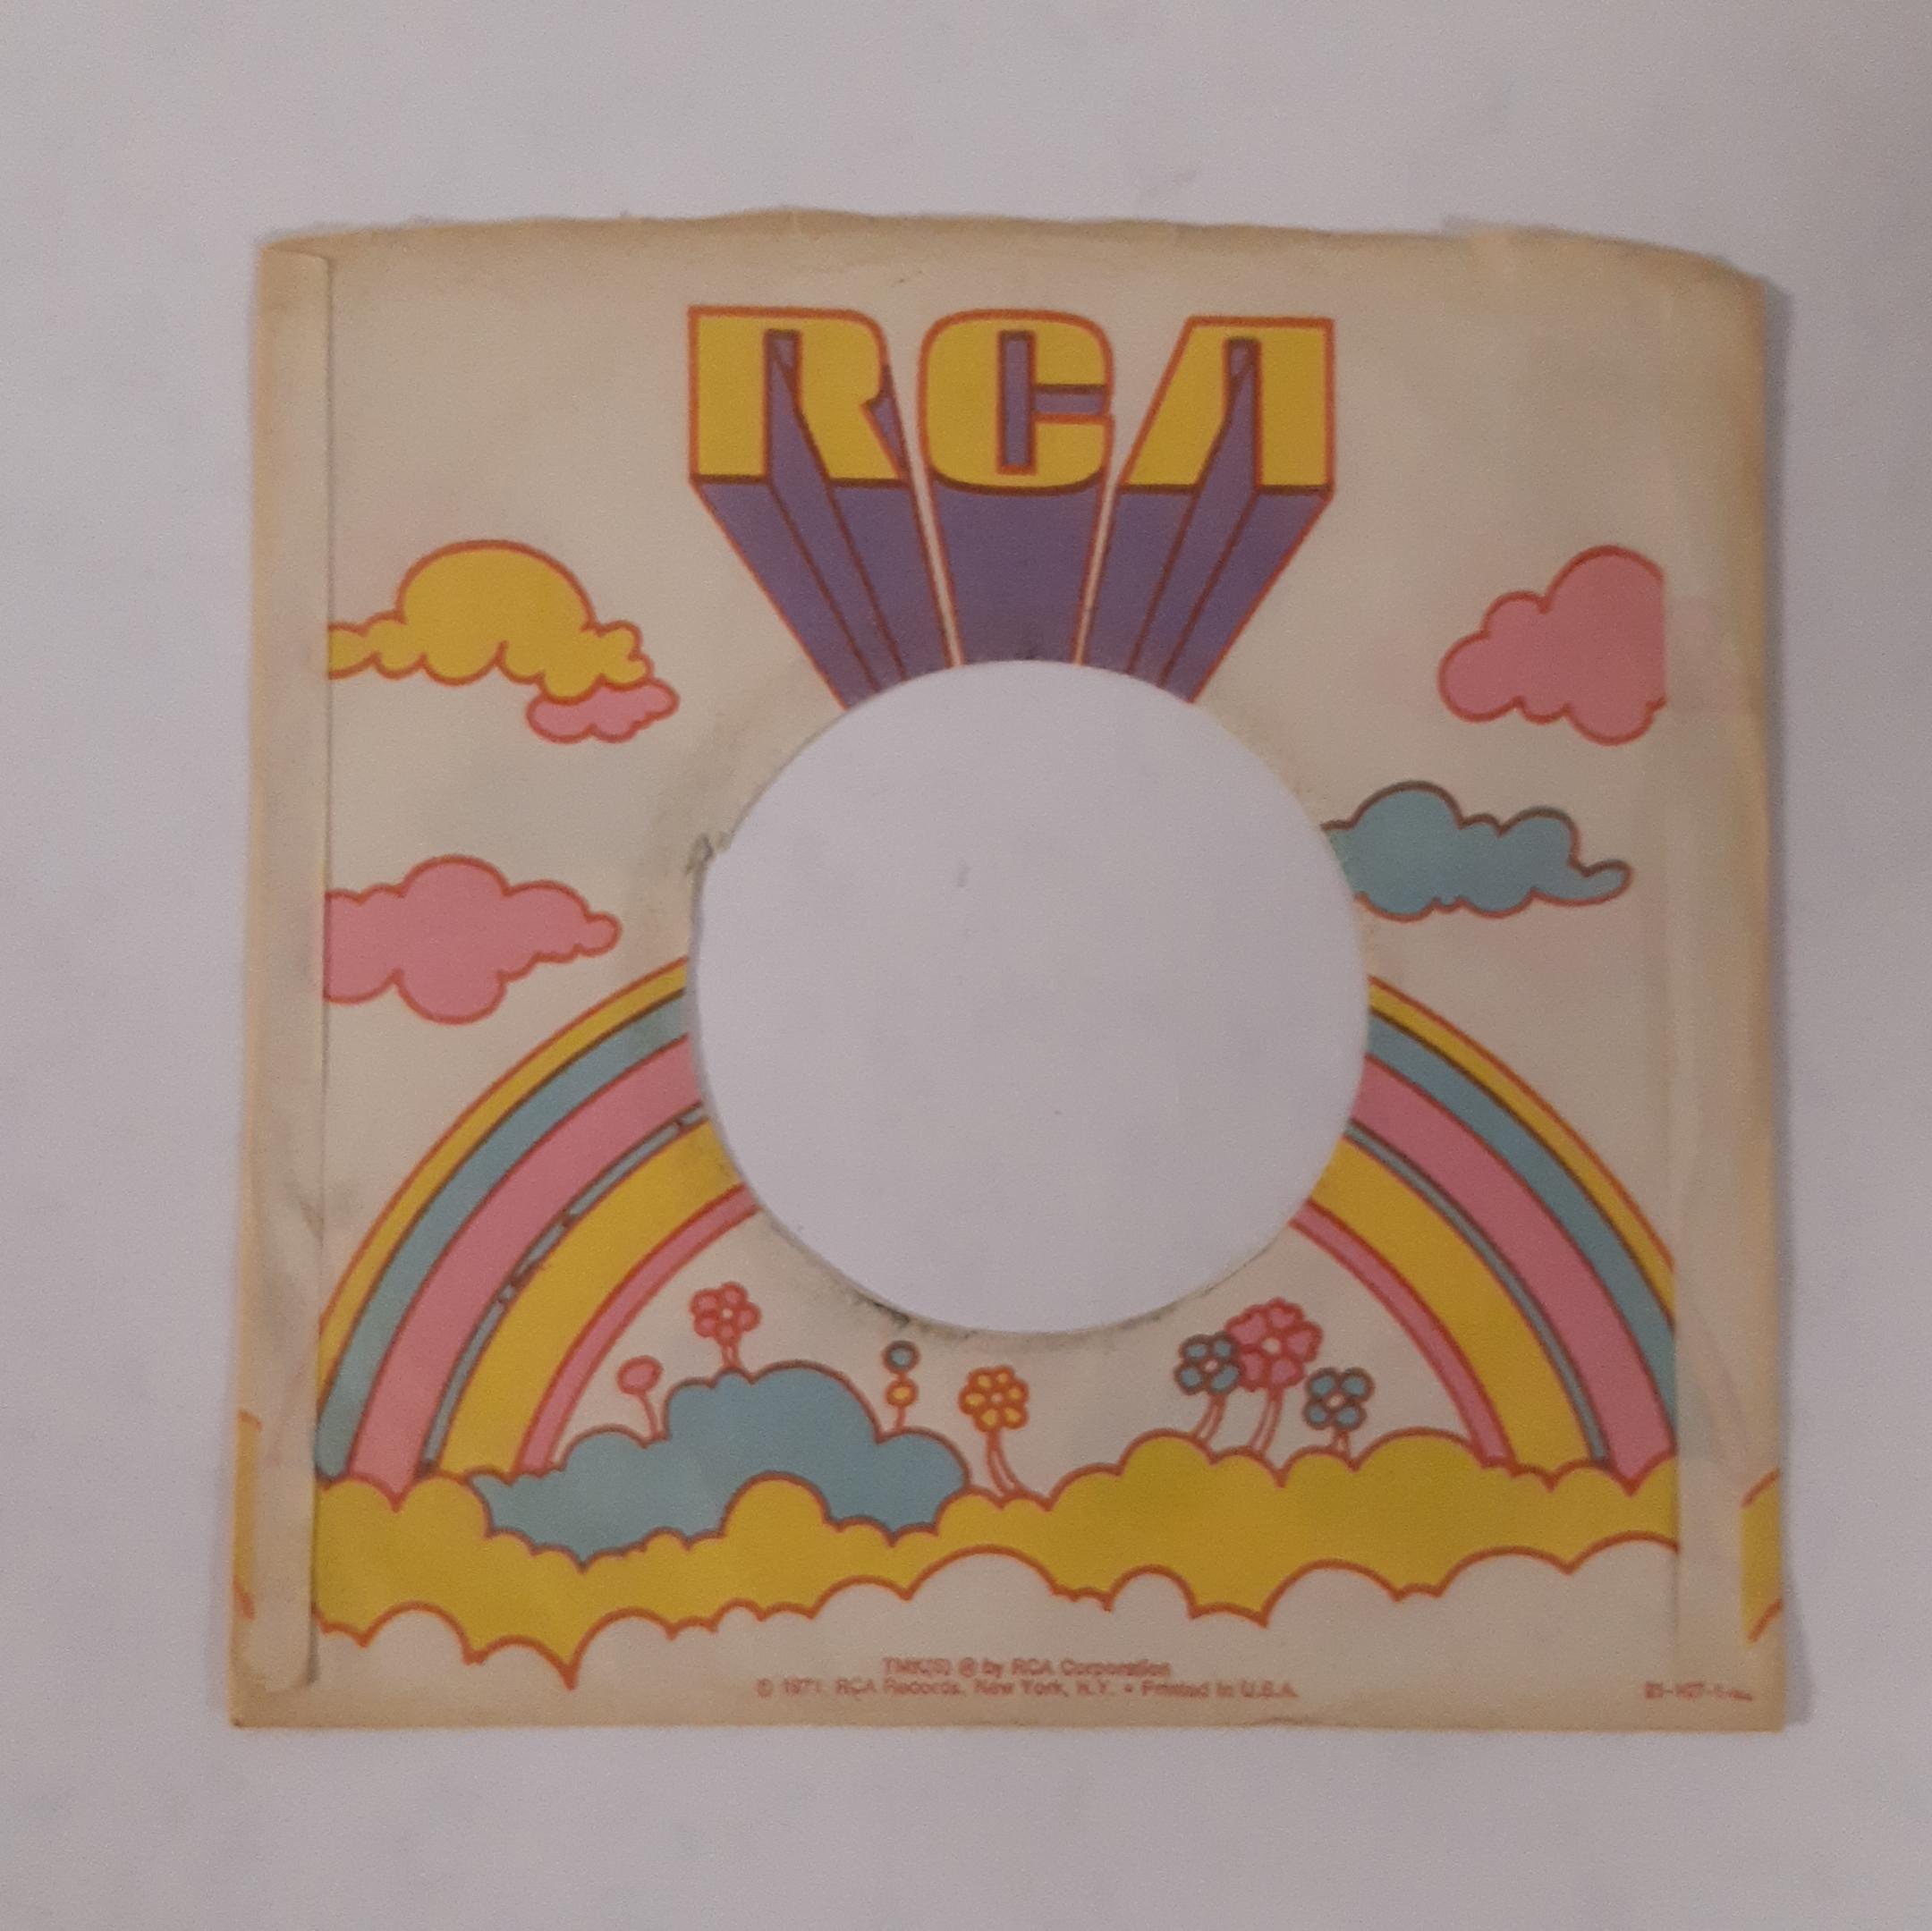 RCA
TMK(S) ® by RCA Corporation
© 1971, RCA Records, New York, N.Y. • Printed in U.S.A.